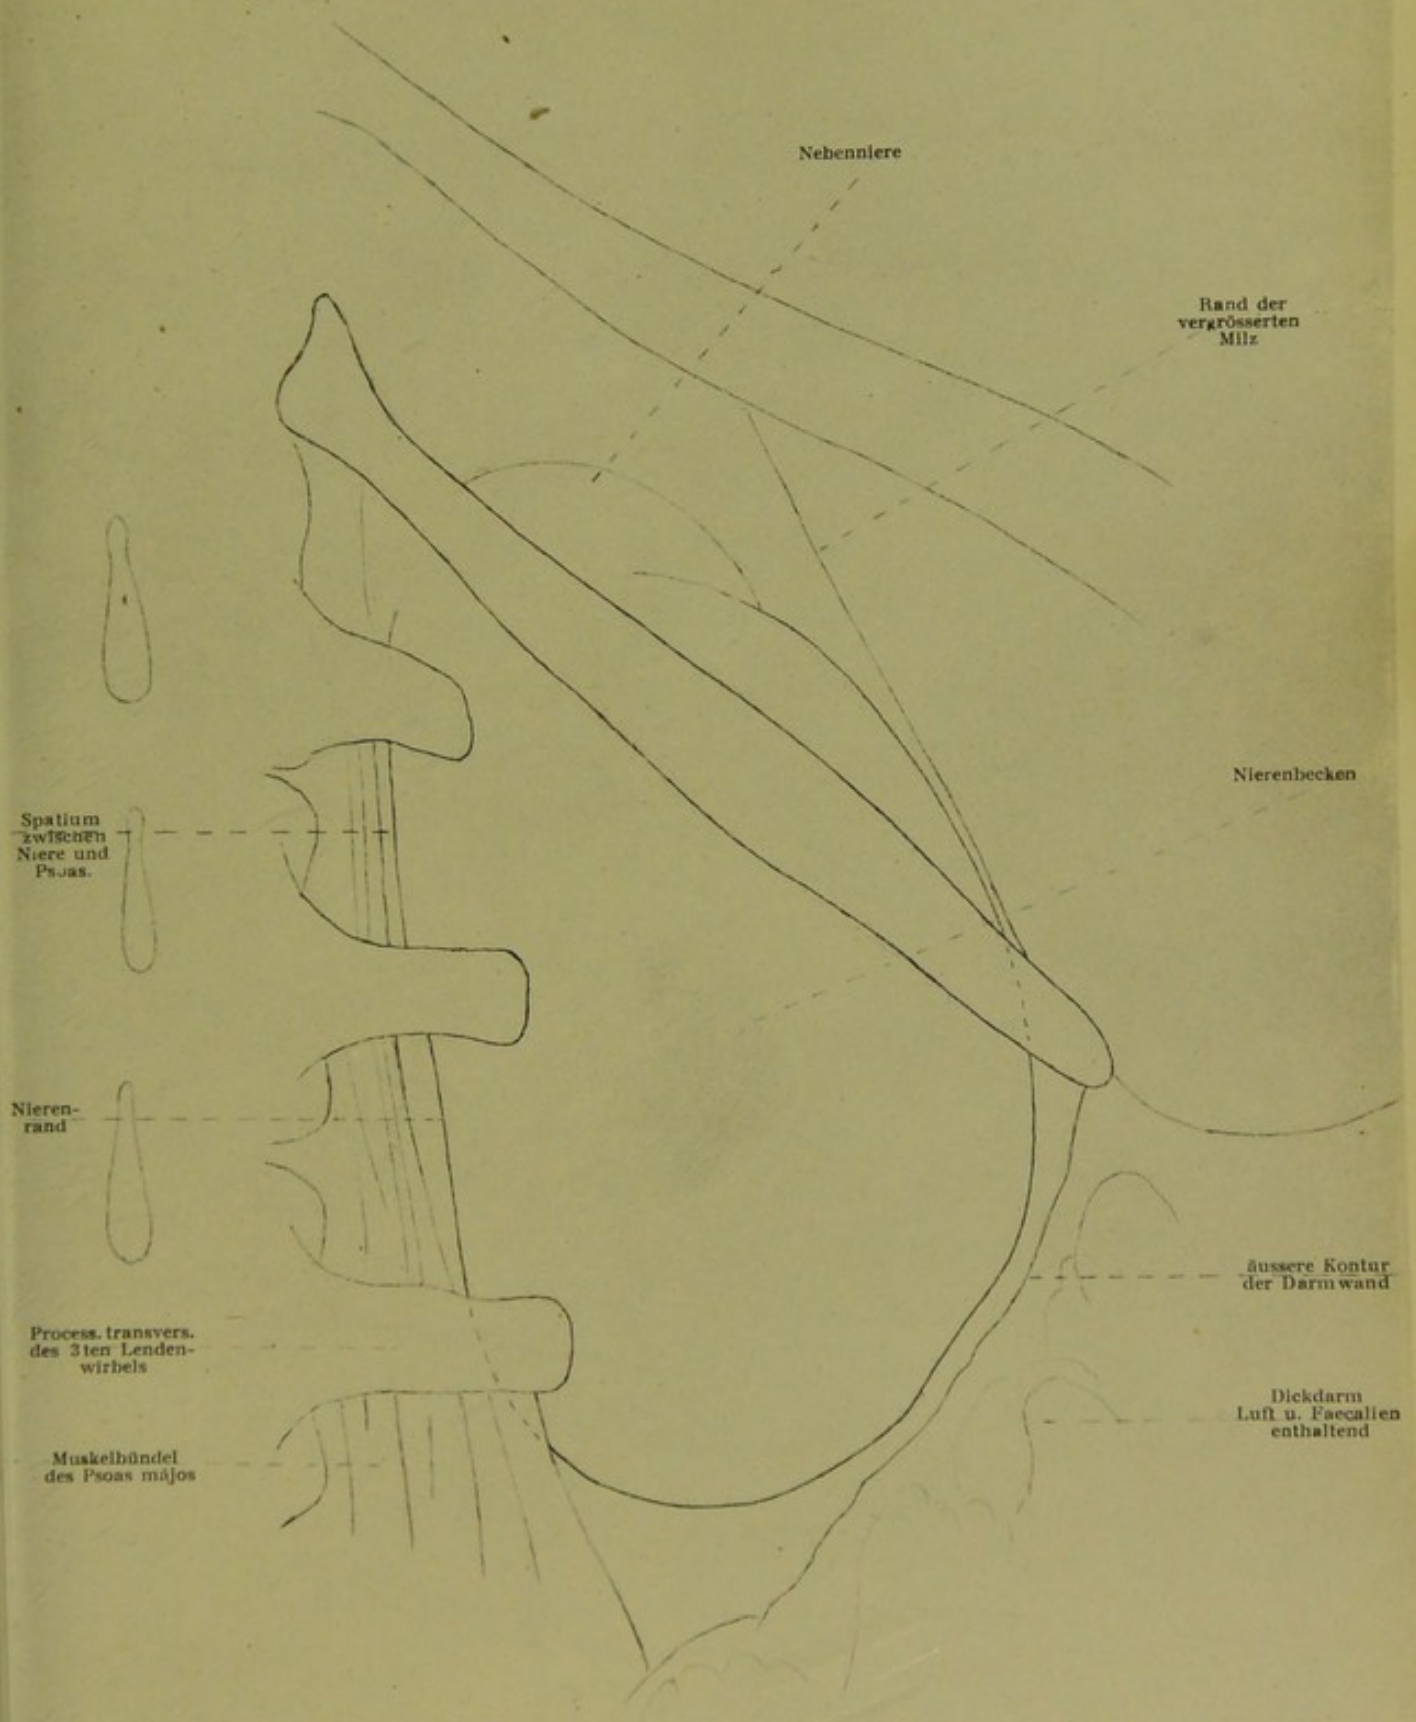 Nebenniere
Rand der
vergrösserten
Milz
Nierenbecken
Spatium
zwischen
Niere und
Psoas.
Nieren-
rand
äussere Kontur
der Darmwand
Process. transvers.
des 3ten Lenden-
wirbels
Dickdarm
Luft u. Faecalien
enthaltend
Muskelbündel
des Psoas május